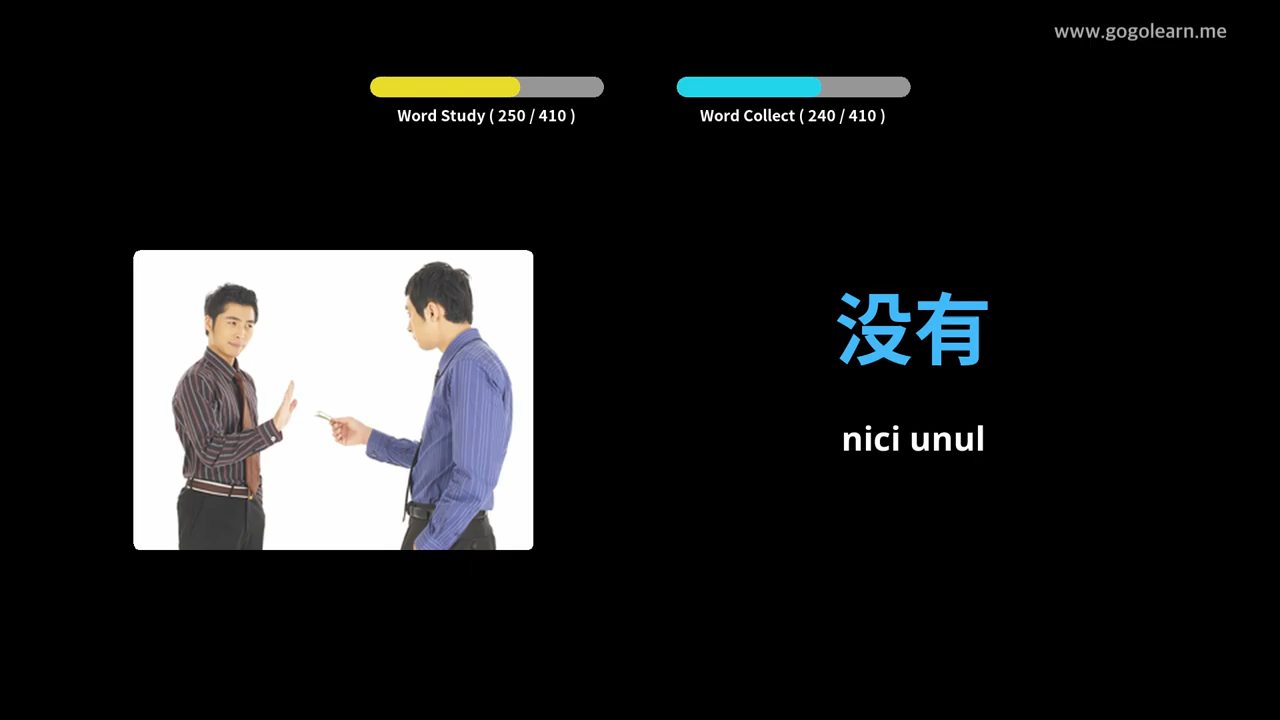 www.gogolearn.me
Word Study ( 250 / 410 )
Word Collect ( 240 / 410 )
没有
nici unul